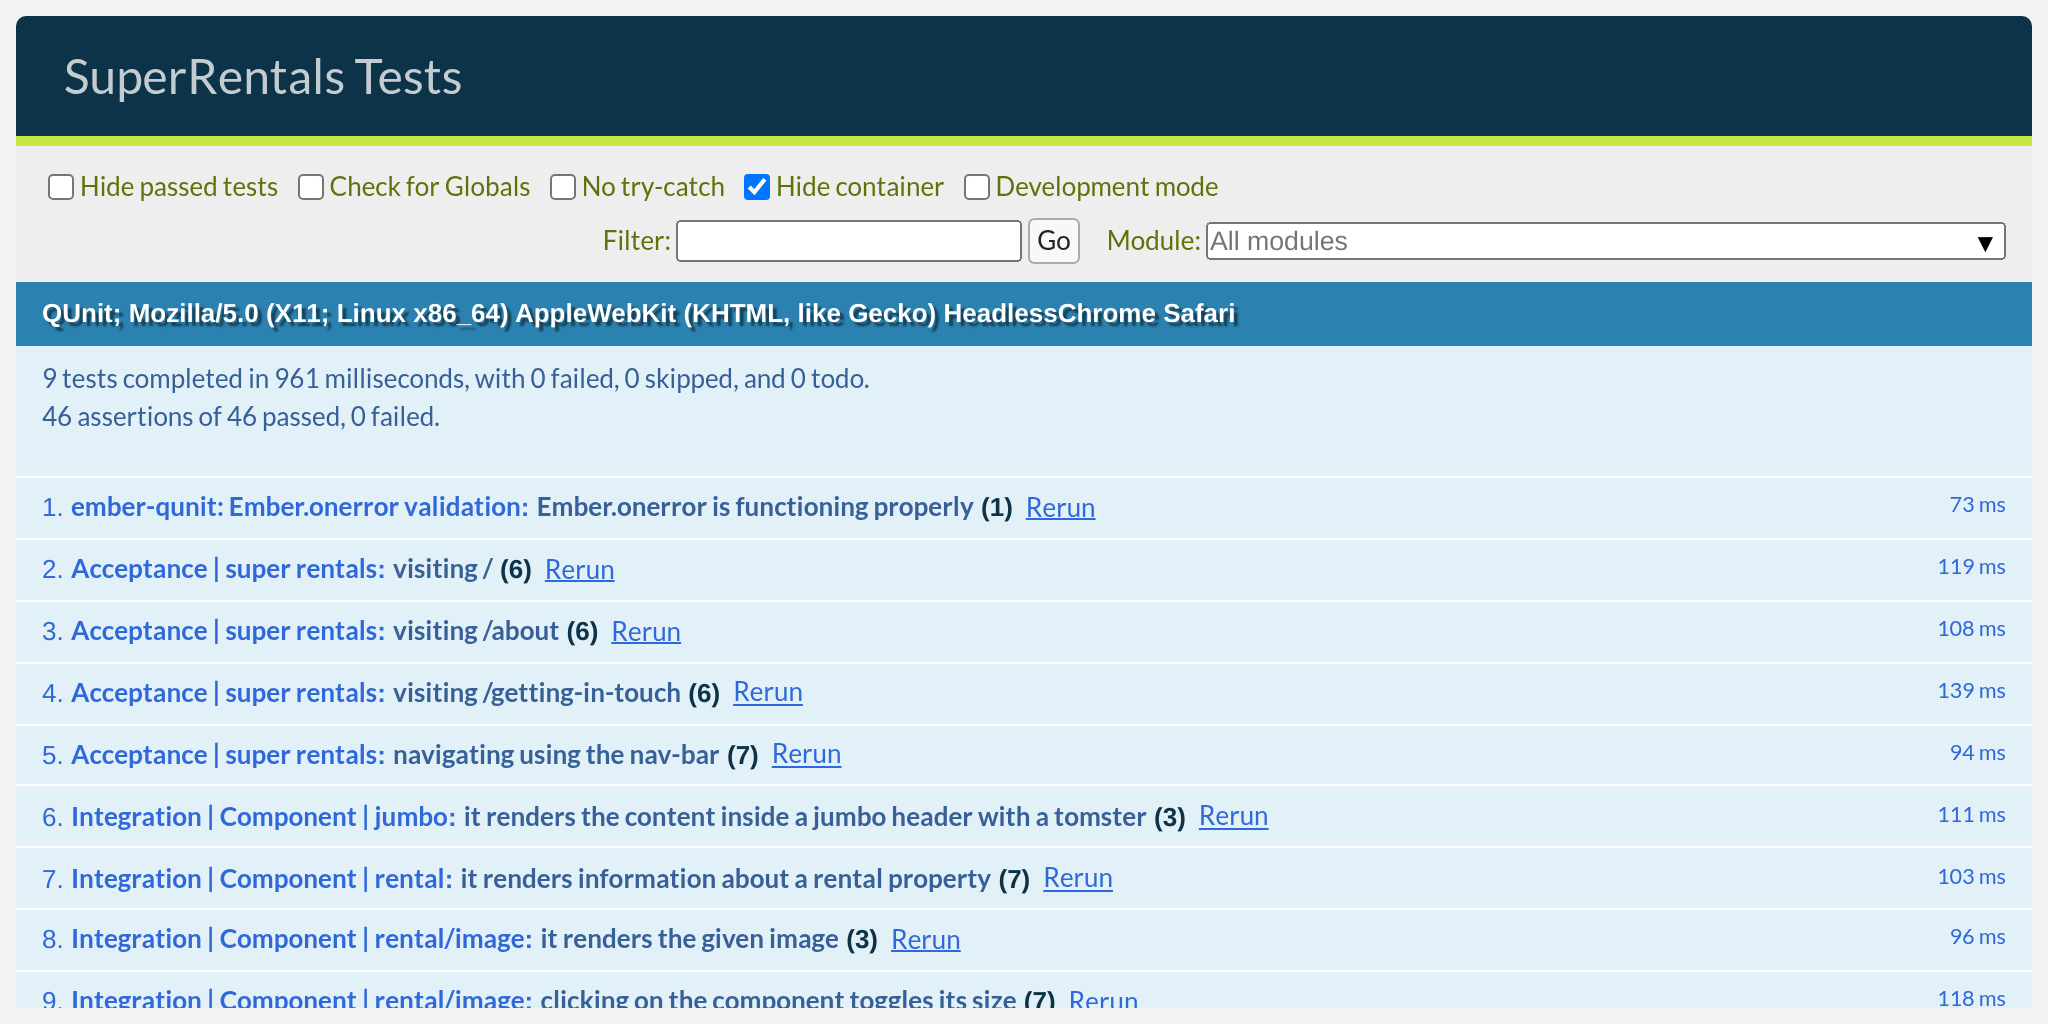 SuperRentals Tests
Hide passed tests Check for Globals No try-catch Hide container Development mode
Filter: Go Module: All modules ▼
QUnit; Mozilla/5.0 (X11; Linux x86_64) AppleWebKit (KHTML, like Gecko) HeadlessChrome Safari
9 tests completed in 961 milliseconds, with 0 failed, 0 skipped, and 0 todo.
46 assertions of 46 passed, 0 failed.
1. ember-qunit: Ember.onerror validation: Ember.onerror is functioning properly (1) Rerun 73 ms
2. Acceptance | super rentals: visiting / (6) Rerun 119 ms
3. Acceptance | super rentals: visiting /about (6) Rerun 108 ms
4. Acceptance | super rentals: visiting /getting-in-touch (6) Rerun 139 ms
5. Acceptance | super rentals: navigating using the nav-bar (7) Rerun 94 ms
6. Integration | Component | jumbo: it renders the content inside a jumbo header with a tomster (3) Rerun 111 ms
7. Integration | Component | rental: it renders information about a rental property (7) Rerun 103 ms
8. Integration | Component | rental/image: it renders the given image (3) Rerun 96 ms
9. Integration | Component | rental/image: clicking on the component toggles its size (7) Rerun 118 ms